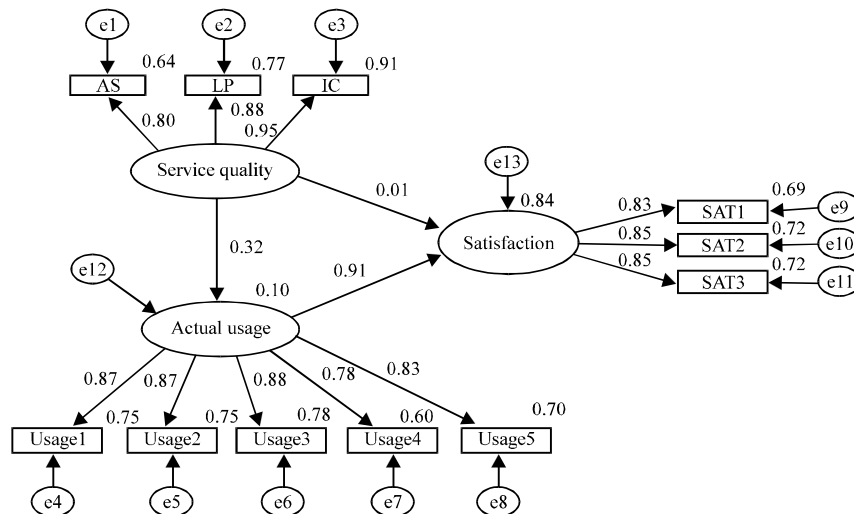 e1 e2 e3
0.64 0.77 0.91
AS LP IC
0.80 0.88 0.95
Service quality
e13
0.01
0.84
0.69
0.83 SAT1 e9
Satisfaction
0.72
0.85 SAT2 e10
0.72
0.85 SAT3 e11
0.32
e12
0.91
0.10
Actual usage
0.87 0.87 0.88 0.78 0.83
0.75 0.75 0.78 0.60 0.70
Usage1 Usage2 Usage3 Usage4 Usage5
e4 e5 e6 e7 e8